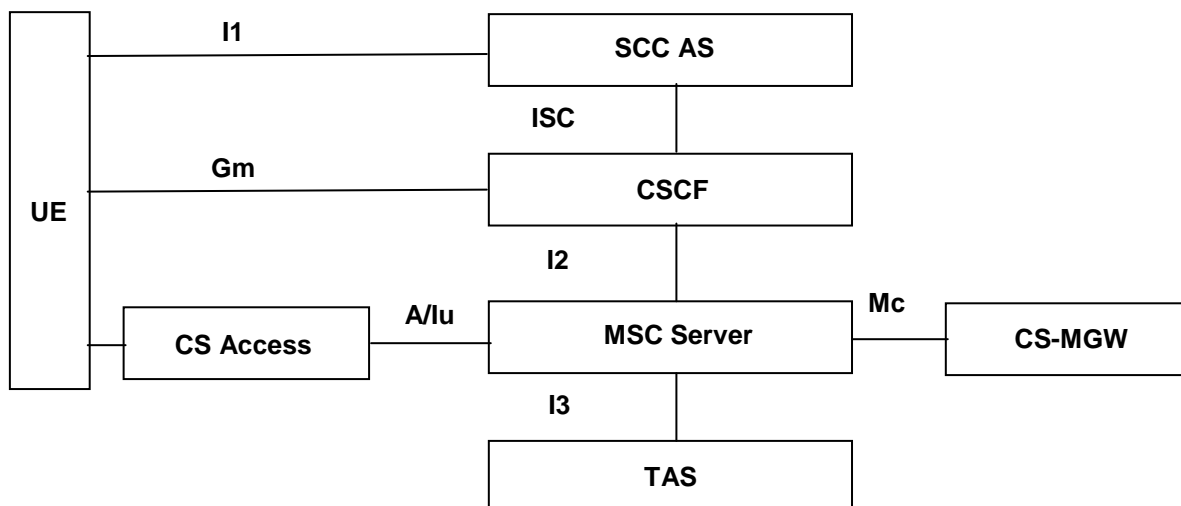 I1
SCC AS
ISC
Gm
CSCF
UE
I2
A/Iu
Mc
CS Access
MSC Server
CS-MGW
I3
TAS